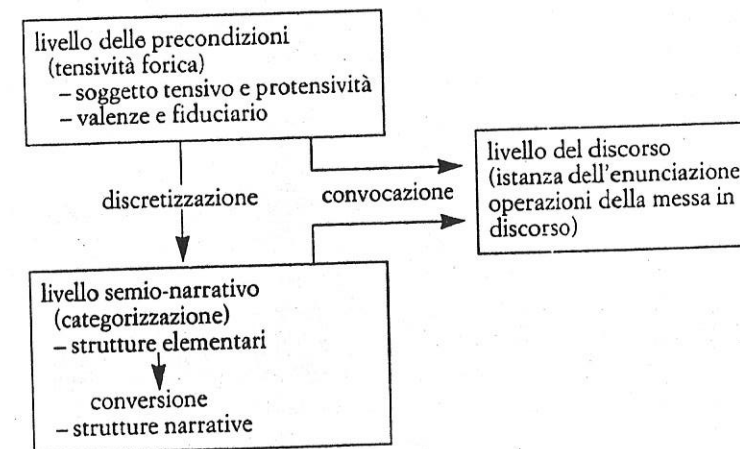 livello delle precondizioni
(tensività forica)
– soggetto tensivo e protensività
– valenze e fiduciario
discretizzazione
convocazione
livello del discorso
(istanza dell'enunciazione
operazioni della messa in
discorso)
livello semio-narrativo
(categorizzazione)
– strutture elementari
conversione
– strutture narrative